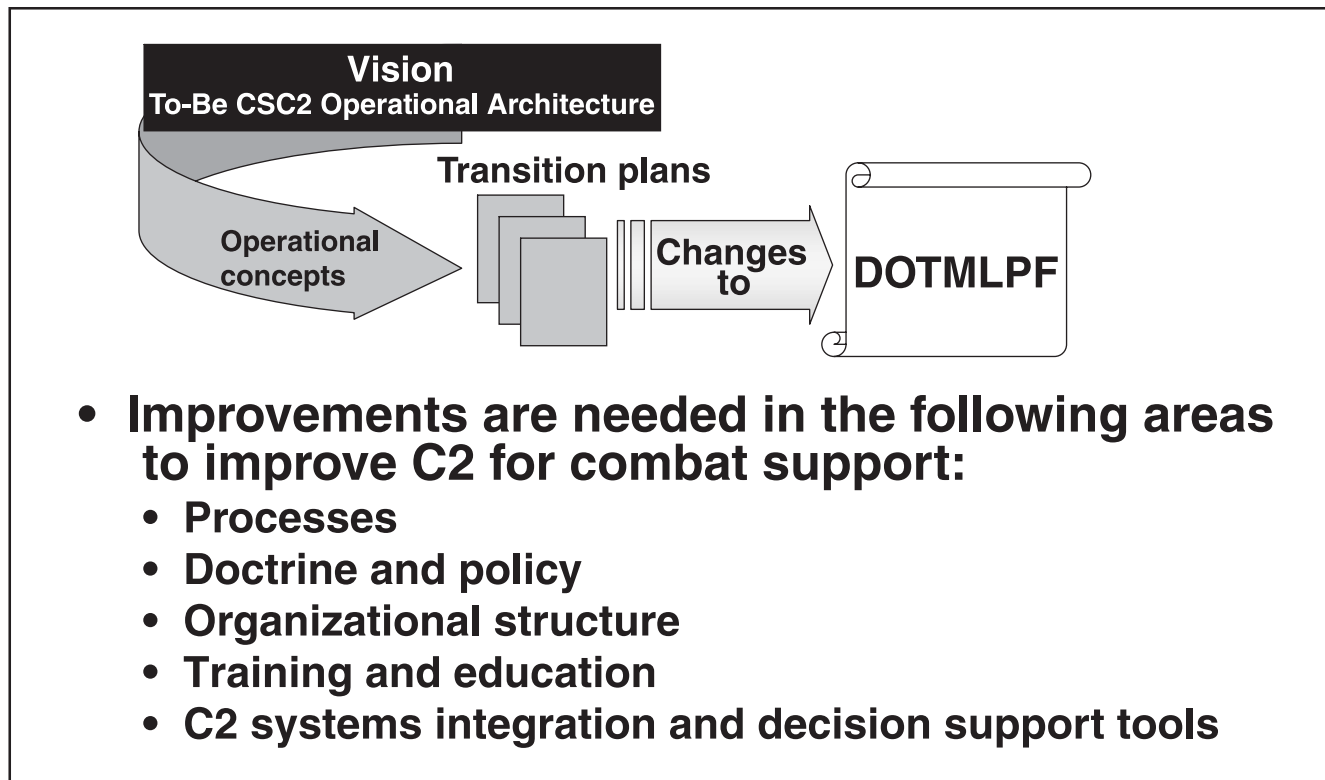 Vision
To-Be CSC2 Operational Architecture
Transition plans
Operational
concepts
Changes
to
DOTMLPF
• Improvements are needed in the following areas
to improve C2 for combat support:
• Processes
• Doctrine and policy
• Organizational structure
• Training and education
• C2 systems integration and decision support tools